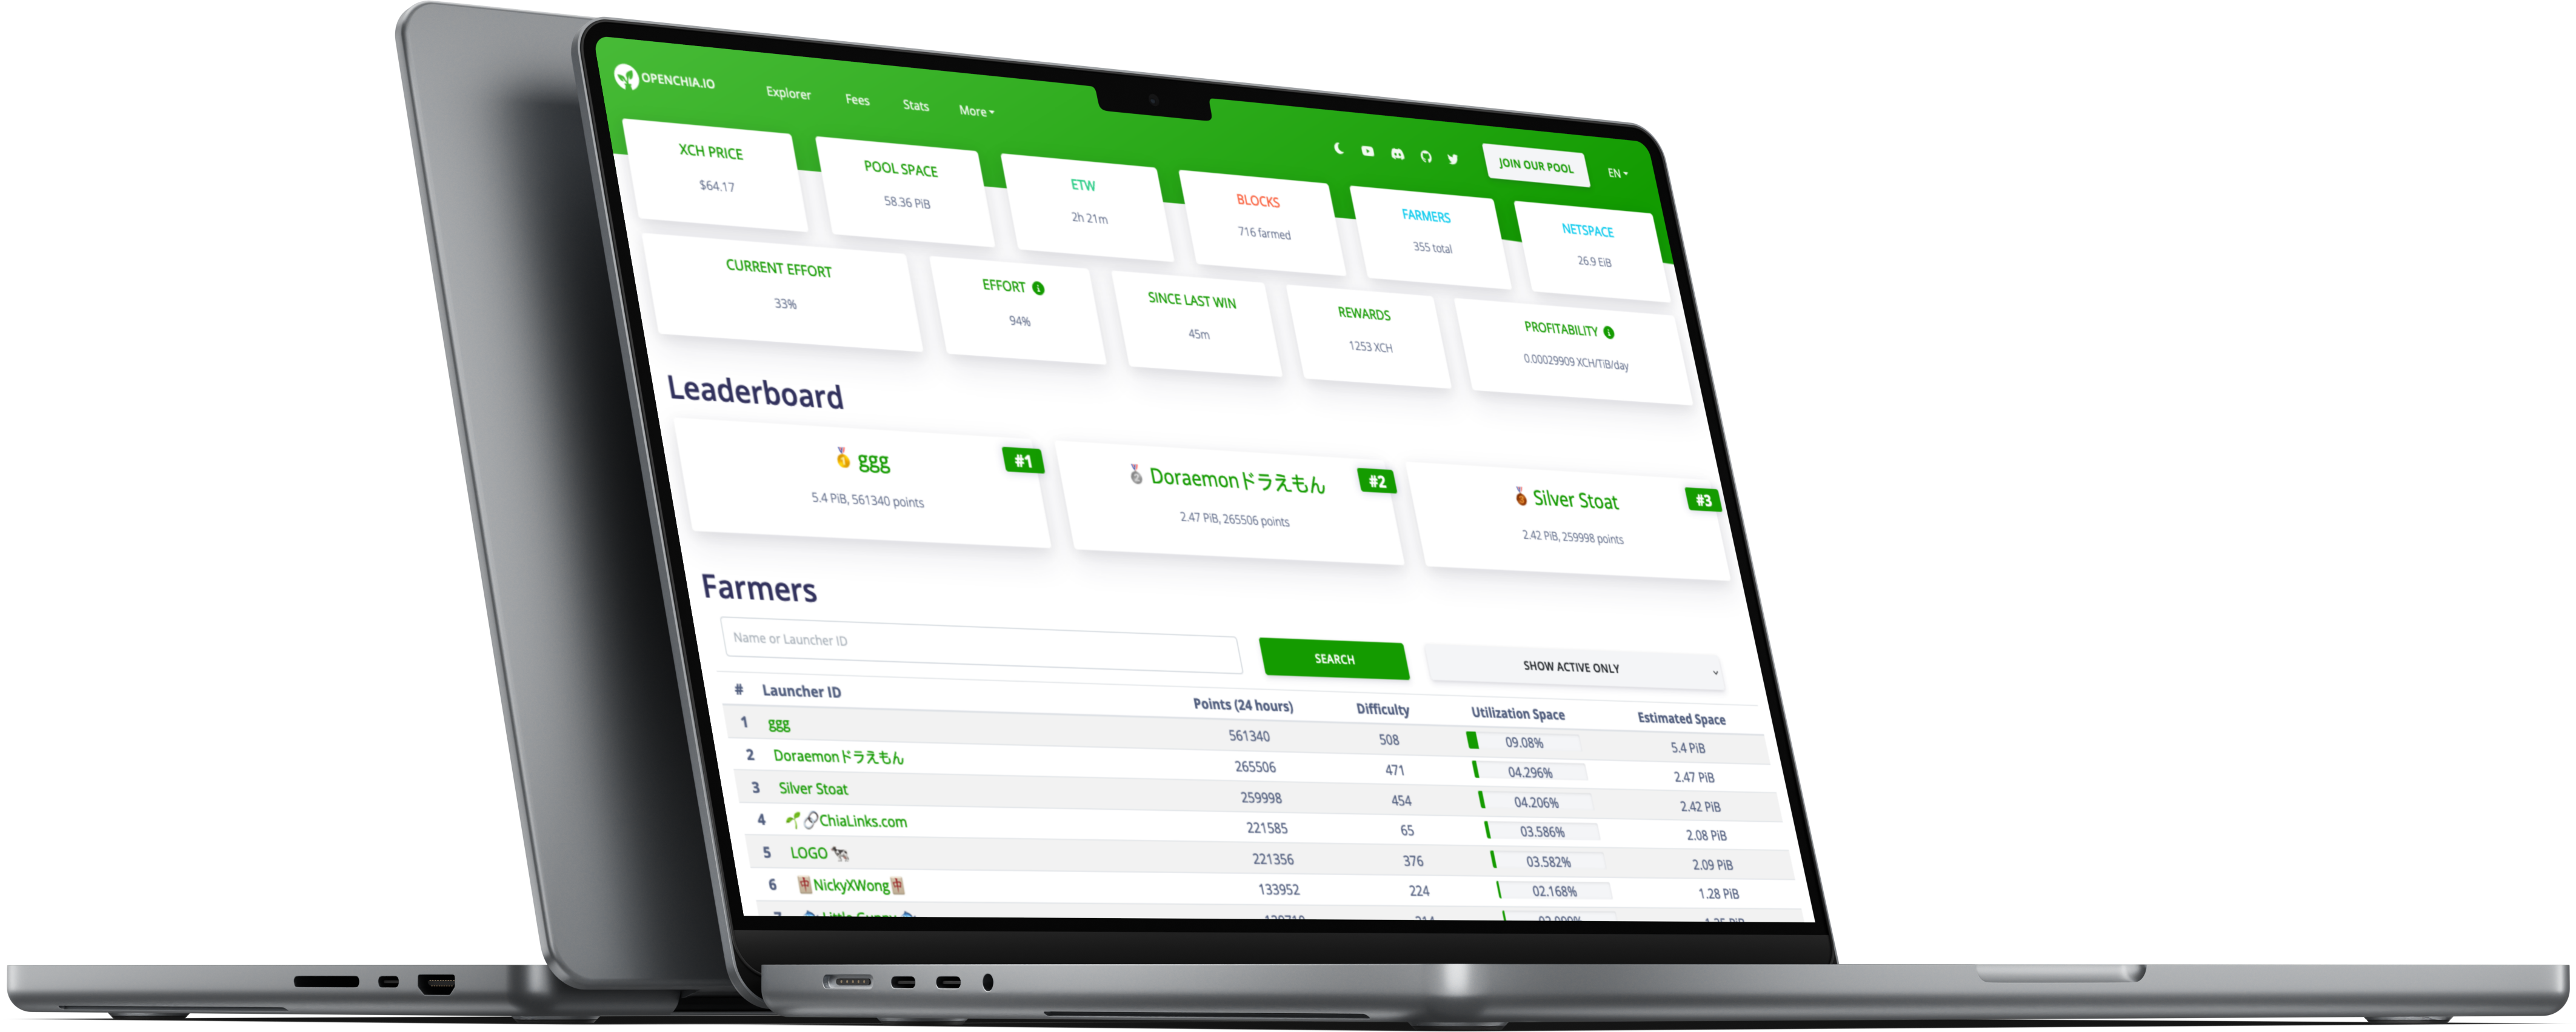 OPENCHIA.IO
Explorer Fees Stats More
JOIN OUR POOL EN
XCH PRICE
$64.17
POOL SPACE
58.36 PiB
ETW
2h 21m
BLOCKS
716 farmed
FARMERS
355 total
NETSPACE
26.9 EiB
CURRENT EFFORT
33%
EFFORT
94%
SINCE LAST WIN
45m
REWARDS
1253 XCH
PROFITABILITY
0.00029909 XCH/TiB/day
Leaderboard
ggg #1
5.4 PiB, 561340 points
Doraemonドラえもん #2
2.47 PiB, 265506 points
Silver Stoat #3
2.42 PiB, 259998 points
Farmers
Name or Launcher ID SEARCH SHOW ACTIVE ONLY
# Launcher ID Points (24 hours) Difficulty Utilization Space Estimated Space
1 ggg 561340 508 09.08% 5.4 PiB
2 Doraemonドラえもん 265506 471 04.296% 2.47 PiB
3 Silver Stoat 259998 454 04.206% 2.42 PiB
4 🌱🔗ChiaLinks.com 221585 65 03.586% 2.08 PiB
5 LOGO 🐄 221356 376 03.582% 2.09 PiB
6 🀄NickyXWong🀄 133952 224 02.168% 1.28 PiB